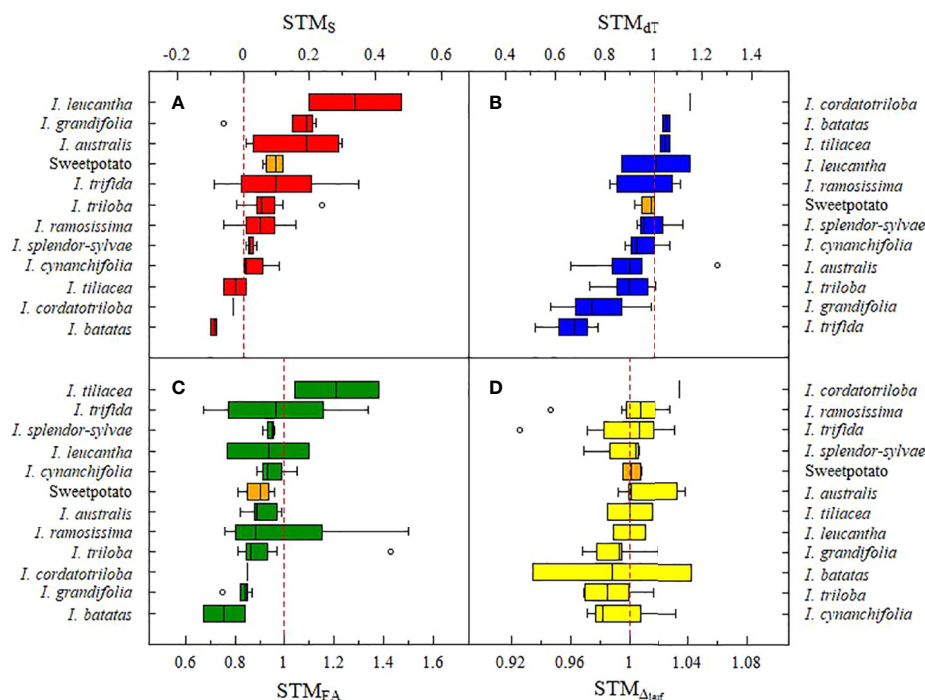 STM_S STM_dT
-0.2 0 0.2 0.4 0.6 0.4 0.6 0.8 1 1.2 1.4
A B
I. leucantha I. cordatotriloba
I. grandifolia I. batatas
I. australis I. tiliacea
Sweetpotato I. leucantha
I. trifida I. ramosissima
I. triloba Sweetpotato
I. ramosissima I. splendor-sylvae
I. splendor-sylvae I. cynanchifolia
I. cynanchifolia I. australis
I. tiliacea I. triloba
I. cordatotriloba I. grandifolia
I. batatas I. trifida
C D
I. tiliacea I. cordatotriloba
I. trifida I. ramosissima
I. splendor-sylvae I. trifida
I. leucantha I. splendor-sylvae
I. cynanchifolia Sweetpotato
Sweetpotato I. australis
I. australis I. tiliacea
I. ramosissima I. leucantha
I. triloba I. grandifolia
I. cordatotriloba I. batatas
I. grandifolia I. triloba
I. batatas I. cynanchifolia
0.6 0.8 1 1.2 1.4 1.6 0.92 0.96 1 1.04 1.08
STM_FA STM_Δleaf